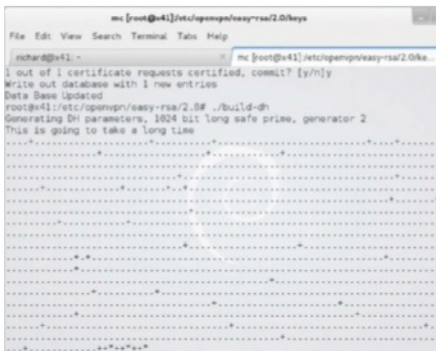 mc [root@x41]:/etc/openvpn/easy-rsa/2.0/keys
File Edit View Search Terminal Tabs Help
richard@x41: ~
mc [root@x41]:/etc/openvpn/easy-rsa/2.0/ke...
1 out of 1 certificate requests certified, commit? [y/n]y
Write out database with 1 new entries
Data Base Updated
root@x41:/etc/openvpn/easy-rsa/2.0# ./build-dh
Generating DH parameters, 1024 bit long safe prime, generator 2
This is going to take a long time